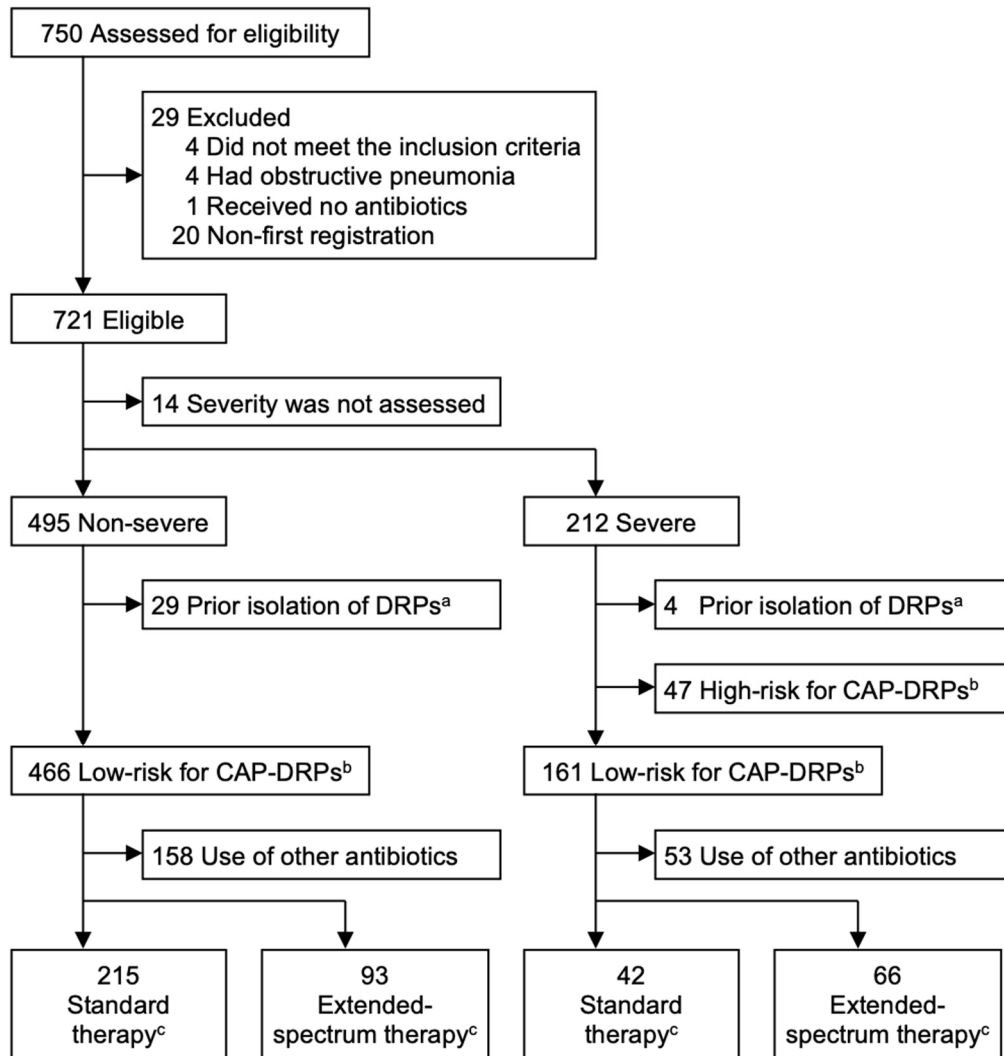 750 Assessed for eligibility
29 Excluded
4 Did not meet the inclusion criteria
4 Had obstructive pneumonia
1 Received no antibiotics
20 Non-first registration
721 Eligible
14 Severity was not assessed
495 Non-severe
212 Severe
29 Prior isolation of DRPsᵃ
4 Prior isolation of DRPsᵃ
47 High-risk for CAP-DRPsᵇ
466 Low-risk for CAP-DRPsᵇ
161 Low-risk for CAP-DRPsᵇ
158 Use of other antibiotics
53 Use of other antibiotics
215
Standard
therapyᶜ
93
Extended-
spectrum therapyᶜ
42
Standard
therapyᶜ
66
Extended-
spectrum therapyᶜ